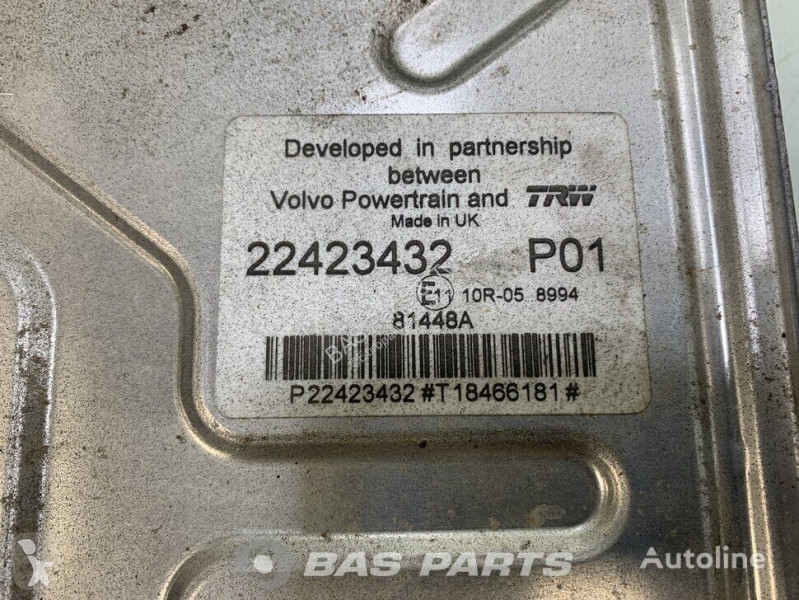 Developed in partnership
between
Volvo Powertrain and TRW
Made in UK
22423432 P01
E11 10R-05 8994
81448A
P22423432#T18466181#
BAS PARTS
Autoline